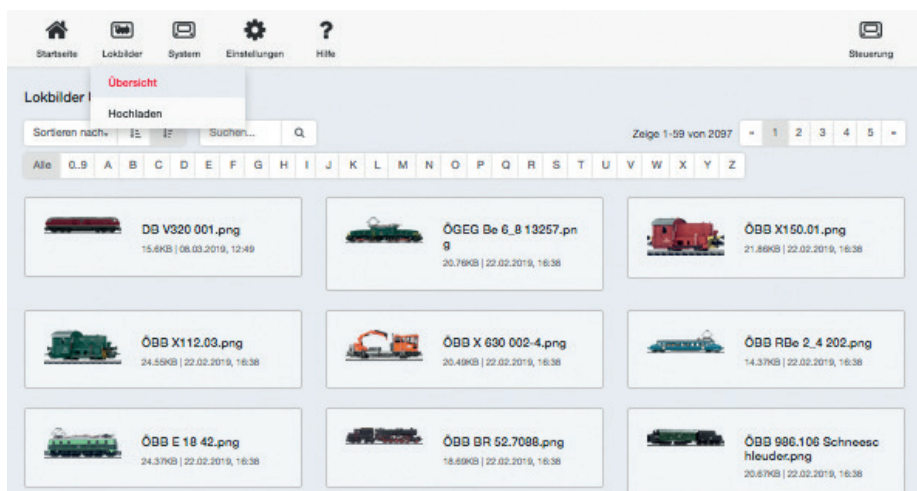 Startseite Lokbilder System Einstellungen Hilfe Steuerung
Übersicht
Lokbilder
Hochladen
Sortieren nach Suchen... Zeige 1-59 von 2097 « 1 2 3 4 5 »
Alle 0..9 A B C D E F G H I J K L M N O P Q R S T U V W X Y Z
DB V320 001.png
15.6KB | 08.03.2019, 12:49
ÖGEG Be 6_8 13257.pn
g
20.76KB | 22.02.2019, 16:38
ÖBB X150.01.png
21.86KB | 22.02.2019, 16:38
ÖBB X112.03.png
24.55KB | 22.02.2019, 16:38
ÖBB X 630 002-4.png
20.49KB | 22.02.2019, 16:38
ÖBB RBe 2_4 202.png
14.37KB | 22.02.2019, 16:38
ÖBB E 18 42.png
24.37KB | 22.02.2019, 16:38
ÖBB BR 52.7088.png
18.69KB | 22.02.2019, 16:38
ÖBB 986.106 Schneesc
hleuder.png
20.67KB | 22.02.2019, 16:38